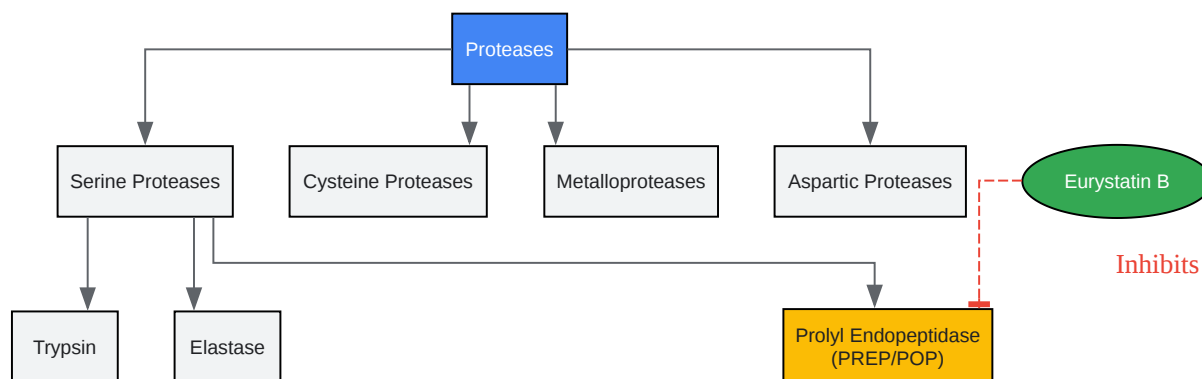 Proteases
Serine Proteases
Cysteine Proteases
Metalloproteases
Aspartic Proteases
Eurystatin B
Inhibits
Trypsin
Elastase
Prolyl Endopeptidase
(PREP/POP)